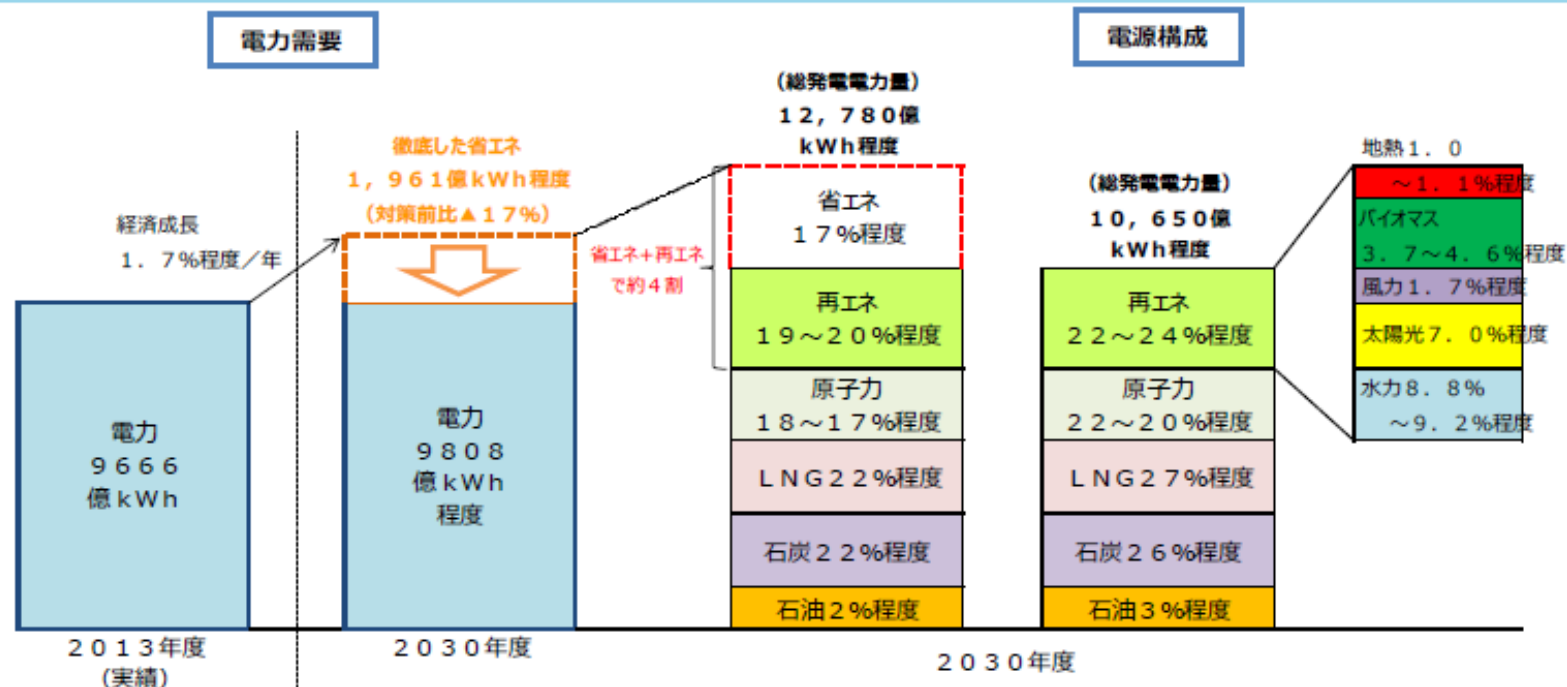 電力需要
電源構成
(総発電電力量)
12,780億
kWh程度
徹底した省エネ
1,961億kWh程度
(対策前比▲17%)
経済成長
1.7%程度/年
電力
9666
億kWh
電力
9808
億kWh
程度
省エネ+再エネ
で約4割
省エネ
17%程度
再エネ
19~20%程度
原子力
18~17%程度
LNG22%程度
石炭22%程度
石油2%程度
(総発電電力量)
10,650億
kWh程度
再エネ
22~24%程度
原子力
22~20%程度
LNG27%程度
石炭26%程度
石油3%程度
地熱1.0
~1.1%程度
バイオマス
3.7~4.6%程度
風力1.7%程度
太陽光7.0%程度
水力8.8%
~9.2%程度
2013年度
(実績)
2030年度
2030年度